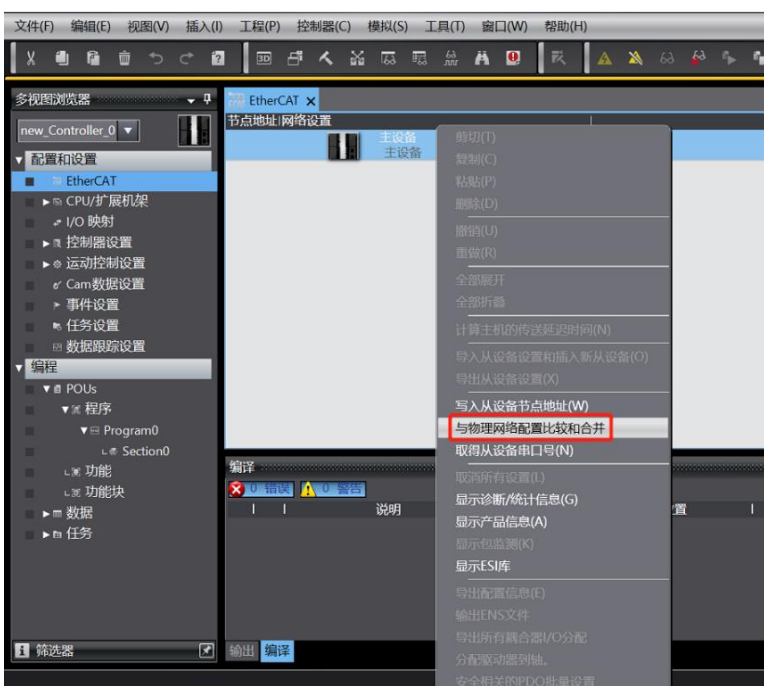 文件(F) 编辑(E) 视图(V) 插入(I) 工程(P) 控制器(C) 模拟(S) 工具(T) 窗口(W) 帮助(H)
多视图浏览器
EtherCAT
new_Controller_0
配置和设置
EtherCAT
CPU/扩展机架
I/O 映射
控制器设置
运动控制设置
Cam数据设置
事件设置
任务设置
数据跟踪设置
编程
POUs
程序
Program0
Section0
功能
功能块
数据
任务
筛选器
节点地址|网络设置
主设备
主设备
剪切(T)
复制(C)
粘贴(P)
删除(D)
撤消(U)
重做(R)
全部展开
全部折叠
计算主机的传送延迟时间(N)
导入从设备设置和插入新从设备(O)
导出从设备设置(X)
写入从设备节点地址(W)
与物理网络配置比较和合并
取得从设备串口号(N)
取消所有设置(L)
显示诊断/统计信息(G)
显示产品信息(A)
显示包监测(K)
显示ESI库
导出配置信息(E)
输出ENS文件
导出所有耦合器I/O分配
分配驱动器到轴。
安全相关的PDO批量设置
编译
0 错误 0 警告
说明
置
输出 编译